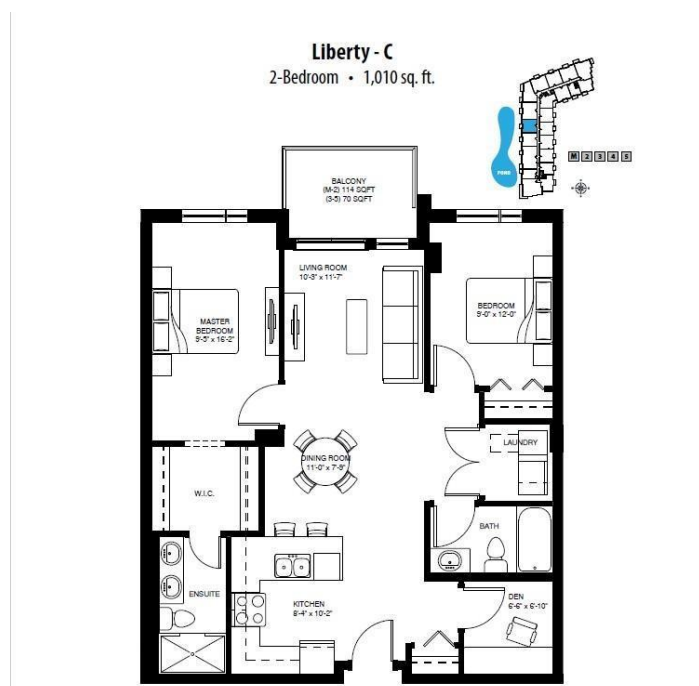 Liberty - C
2-Bedroom • 1,010 sq. ft.
POND
M 2 3 4 5
BALCONY
(M-2) 114 SQFT
(3-5) 70 SQFT
LIVING ROOM
10'-3" x 11'-7"
BEDROOM
9'-0" x 12'-0"
MASTER
BEDROOM
9'-5" x 16'-2"
LAUNDRY
DINING ROOM
11'-0" x 7'-9"
W.I.C.
BATH
ENSUITE
KITCHEN
8'-4" x 10'-2"
DEN
6'-6" x 6'-10"